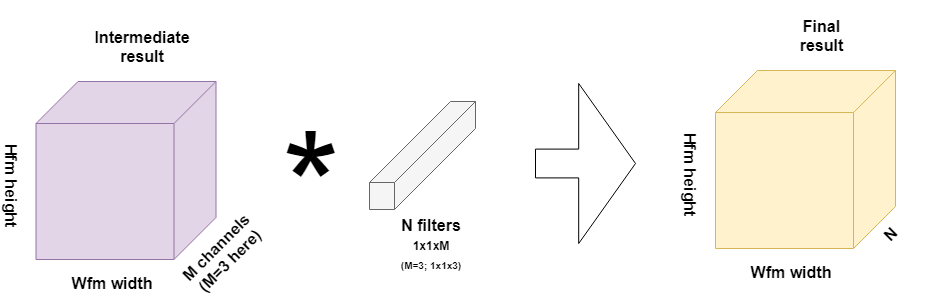 Intermediate
result
Hfm height
Wfm width
M channels
(M=3 here)
*
N filters
1x1xM
(M=3; 1x1x3)
Final
result
Hfm height
Wfm width
N